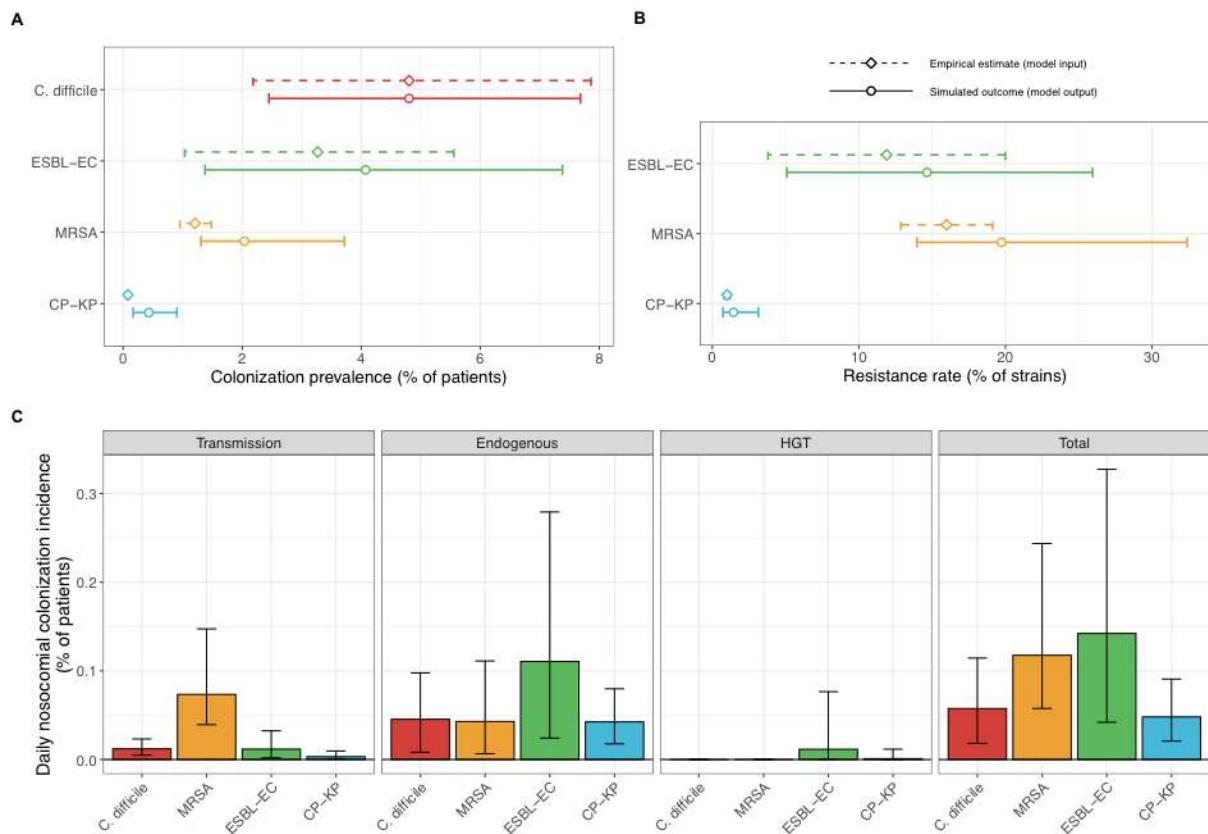 A
C. difficile
ESBL−EC
MRSA
CP−KP
0
2
4
6
8
Colonization prevalence (% of patients)
B
Empirical estimate (model input)
Simulated outcome (model output)
ESBL−EC
MRSA
CP−KP
0
10
20
30
Resistance rate (% of strains)
C
Daily nosocomial colonization incidence
(% of patients)
0.3
0.2
0.1
0.0
Transmission
Endogenous
HGT
Total
C. difficile
MRSA
ESBL−EC
CP−KP
C. difficile
MRSA
ESBL−EC
CP−KP
C. difficile
MRSA
ESBL−EC
CP−KP
C. difficile
MRSA
ESBL−EC
CP−KP